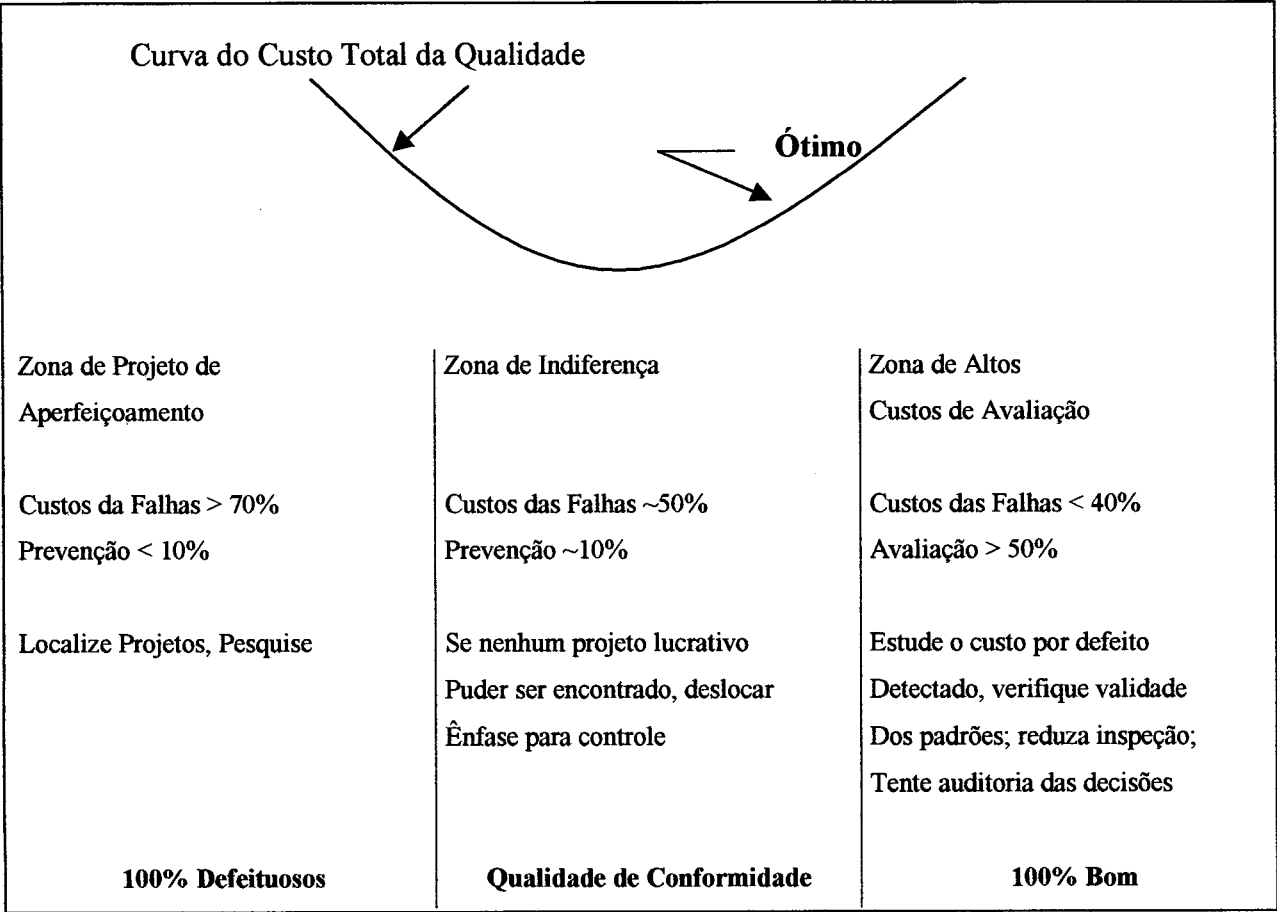 Curva do Custo Total da Qualidade
Ótimo
Zona de Projeto de
Aperfeiçoamento
Custos da Falhas > 70%
Prevenção < 10%
Localize Projetos, Pesquise
100% Defeituosos
Zona de Indiferença
Custos das Falhas ~50%
Prevenção ~10%
Se nenhum projeto lucrativo
Puder ser encontrado, deslocar
Ênfase para controle
Qualidade de Conformidade
Zona de Altos
Custos de Avaliação
Custos das Falhas < 40%
Avaliação > 50%
Estude o custo por defeito
Detectado, verifique validade
Dos padrões; reduza inspeção;
Tente auditoria das decisões
100% Bom